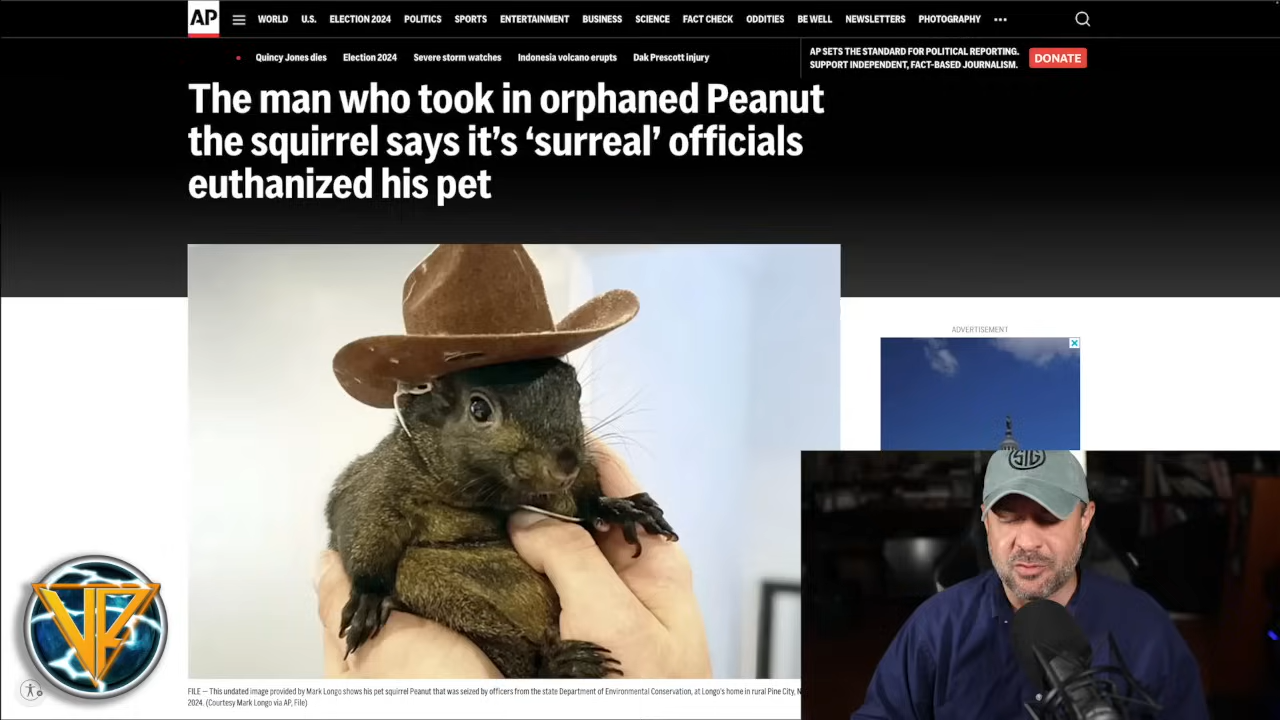 AP
WORLD U.S. ELECTION 2024 POLITICS SPORTS ENTERTAINMENT BUSINESS SCIENCE FACT CHECK ODDITIES BE WELL NEWSLETTERS PHOTOGRAPHY
Quincy Jones dies Election 2024 Severe storm watches Indonesia volcano erupts Dak Prescott injury
AP SETS THE STANDARD FOR POLITICAL REPORTING.
SUPPORT INDEPENDENT, FACT-BASED JOURNALISM.
DONATE
The man who took in orphaned Peanut
the squirrel says it’s ‘surreal’ officials
euthanized his pet
ADVERTISEMENT
SIG
VF
FILE — This undated image provided by Mark Longo shows his pet squirrel Peanut that was seized by officers from the state Department of Environmental Conservation, at Longo's home in rural Pine City, N
2024. (Courtesy Mark Longo via AP, File)